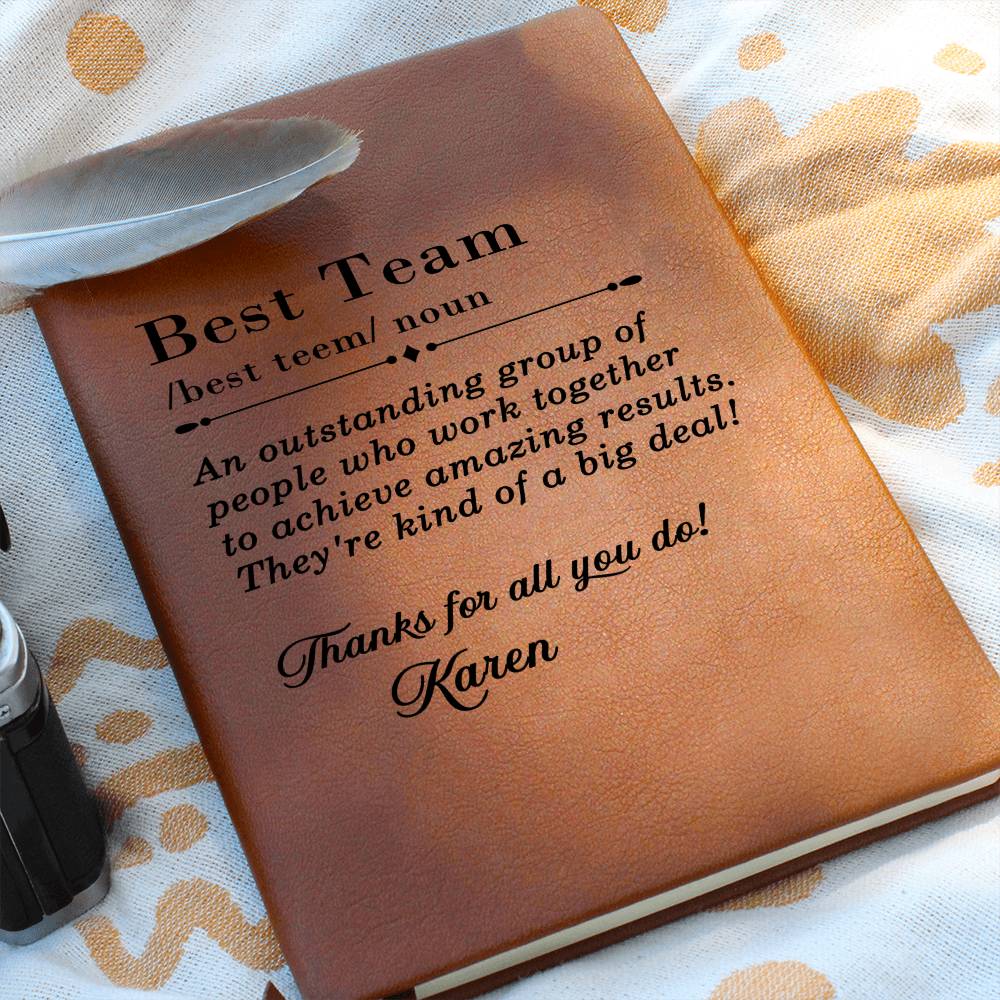 Best Team
/best teem/ noun
An outstanding group of
people who work together
to achieve amazing results.
They're kind of a big deal!
Thanks for all you do!
Karen